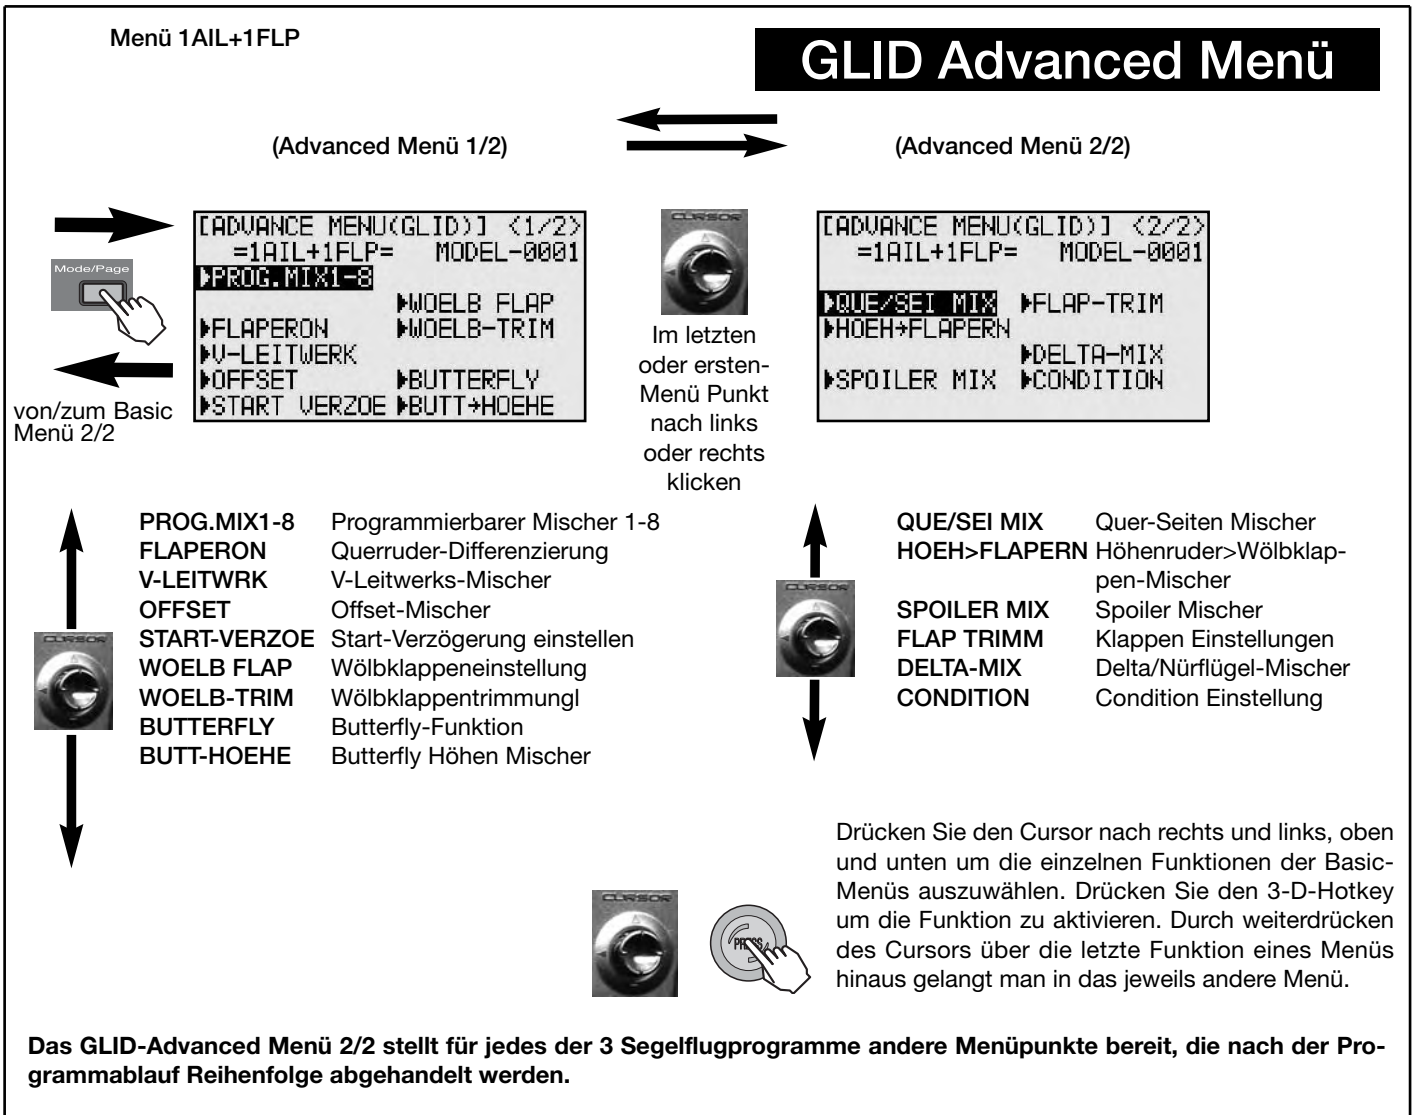 Menü 1AIL+1FLP
GLID Advanced Menü
(Advanced Menü 1/2)
(Advanced Menü 2/2)
Mode/Page
von/zum Basic
Menü 2/2
[ADVANCE MENU(GLID)] <1/2>
=1AIL+1FLP= MODEL-0001
▶PROG.MIX1-8
▶WOELB FLAP
▶FLAPERON ▶WOELB-TRIM
▶V-LEITWERK
▶OFFSET ▶BUTTERFLY
▶START VERZOE ▶BUTT→HOEHE
CURSOR
Im letzten
oder ersten-
Menü Punkt
nach links
oder rechts
klicken
[ADVANCE MENU(GLID)] <2/2>
=1AIL+1FLP= MODEL-0001
▶QUE/SEI MIX ▶FLAP-TRIM
▶HOEH→FLAPERN
▶DELTA-MIX
▶SPOILER MIX ▶CONDITION
CURSOR
PROG.MIX1-8 Programmierbarer Mischer 1-8
FLAPERON Querruder-Differenzierung
V-LEITWRK V-Leitwerks-Mischer
OFFSET Offset-Mischer
START-VERZOE Start-Verzögerung einstellen
WOELB FLAP Wölbklappeneinstellung
WOELB-TRIM Wölbklappentrimmungl
BUTTERFLY Butterfly-Funktion
BUTT-HOEHE Butterfly Höhen Mischer
CURSOR
QUE/SEI MIX Quer-Seiten Mischer
HOEH>FLAPERN Höhenruder>Wölbklap-
pen-Mischer
SPOILER MIX Spoiler Mischer
FLAP TRIMM Klappen Einstellungen
DELTA-MIX Delta/Nürflügel-Mischer
CONDITION Condition Einstellung
CURSOR
PRESS
Drücken Sie den Cursor nach rechts und links, oben
und unten um die einzelnen Funktionen der Basic-
Menüs auszuwählen. Drücken Sie den 3-D-Hotkey
um die Funktion zu aktivieren. Durch weiterdrücken
des Cursors über die letzte Funktion eines Menüs
hinaus gelangt man in das jeweils andere Menü.
Das GLID-Advanced Menü 2/2 stellt für jedes der 3 Segelflugprogramme andere Menüpunkte bereit, die nach der Pro-
grammablauf Reihenfolge abgehandelt werden.